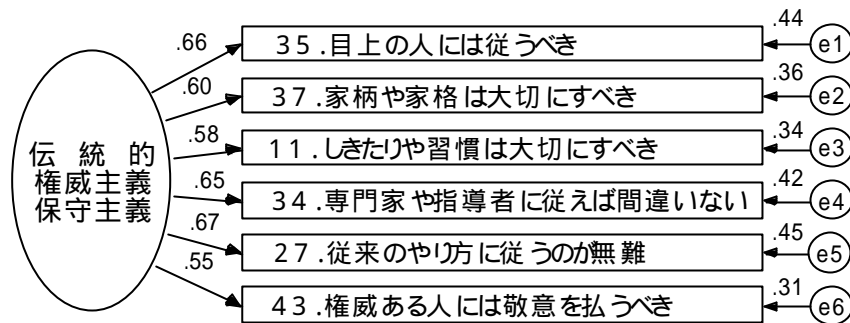 .44
.66
35.目上の人には従うべき
e1
.36
.60
37.家柄や家格は大切にすべき
e2
.34
.58
11.しきたりや習慣は大切にすべき
e3
伝統的
権威主義
保守主義
.42
.65
34.専門家や指導者に従えば間違いない
e4
.45
.67
27.従来のやり方に従うのが無難
e5
.31
.55
43.権威ある人には敬意を払うべき
e6